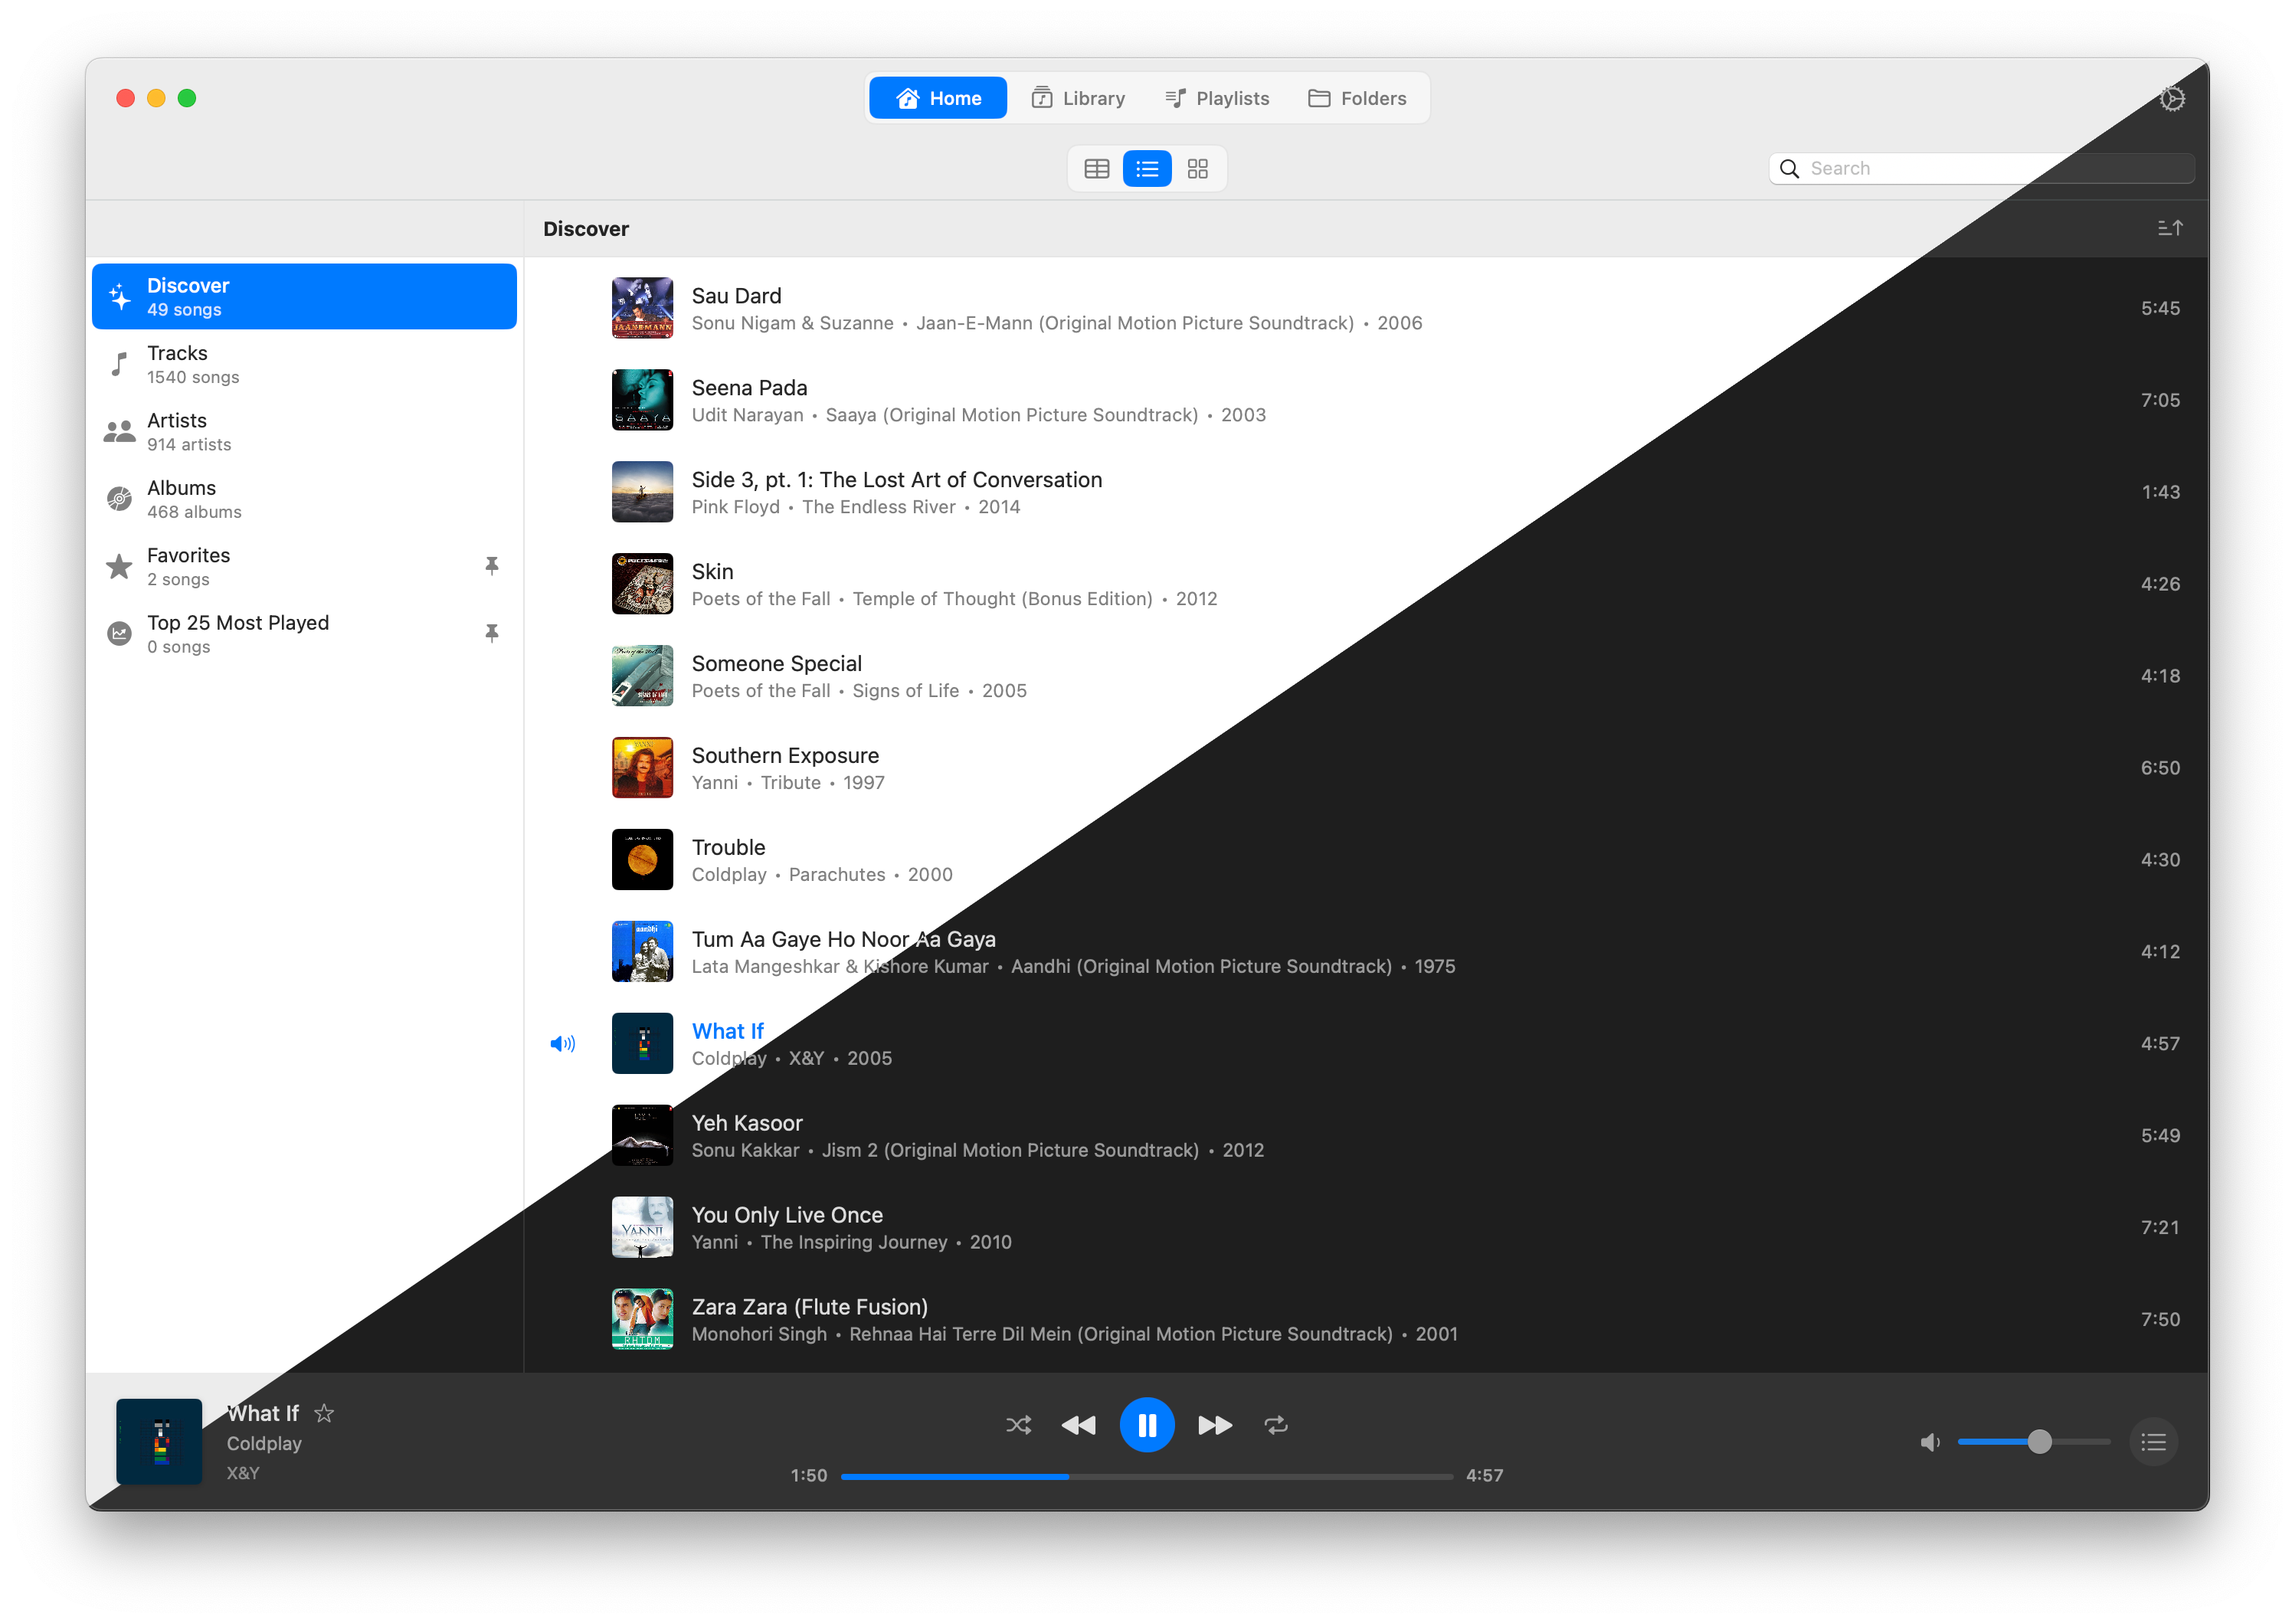 Home Library Playlists Folders
Search
Discover
Discover
49 songs
Tracks
1540 songs
Artists
914 artists
Albums
468 albums
Favorites
2 songs
Top 25 Most Played
0 songs
Sau Dard
Sonu Nigam & Suzanne • Jaan-E-Mann (Original Motion Picture Soundtrack) • 2006
5:45
Seena Pada
Udit Narayan • Saaya (Original Motion Picture Soundtrack) • 2003
7:05
Side 3, pt. 1: The Lost Art of Conversation
Pink Floyd • The Endless River • 2014
1:43
Skin
Poets of the Fall • Temple of Thought (Bonus Edition) • 2012
4:26
Someone Special
Poets of the Fall • Signs of Life • 2005
4:18
Southern Exposure
Yanni • Tribute • 1997
6:50
Trouble
Coldplay • Parachutes • 2000
4:30
aandhi
Tum Aa Gaye Ho Noor Aa Gaya
Lata Mangeshkar & Kishore Kumar • Aandhi (Original Motion Picture Soundtrack) • 1975
4:12
What If
Coldplay • X&Y • 2005
4:57
Yeh Kasoor
Sonu Kakkar • Jism 2 (Original Motion Picture Soundtrack) • 2012
5:49
YANNI
You Only Live Once
Yanni • The Inspiring Journey • 2010
7:21
RHTDM
Zara Zara (Flute Fusion)
Monohori Singh • Rehnaa Hai Terre Dil Mein (Original Motion Picture Soundtrack) • 2001
7:50
What If
Coldplay
X&Y
1:50
4:57